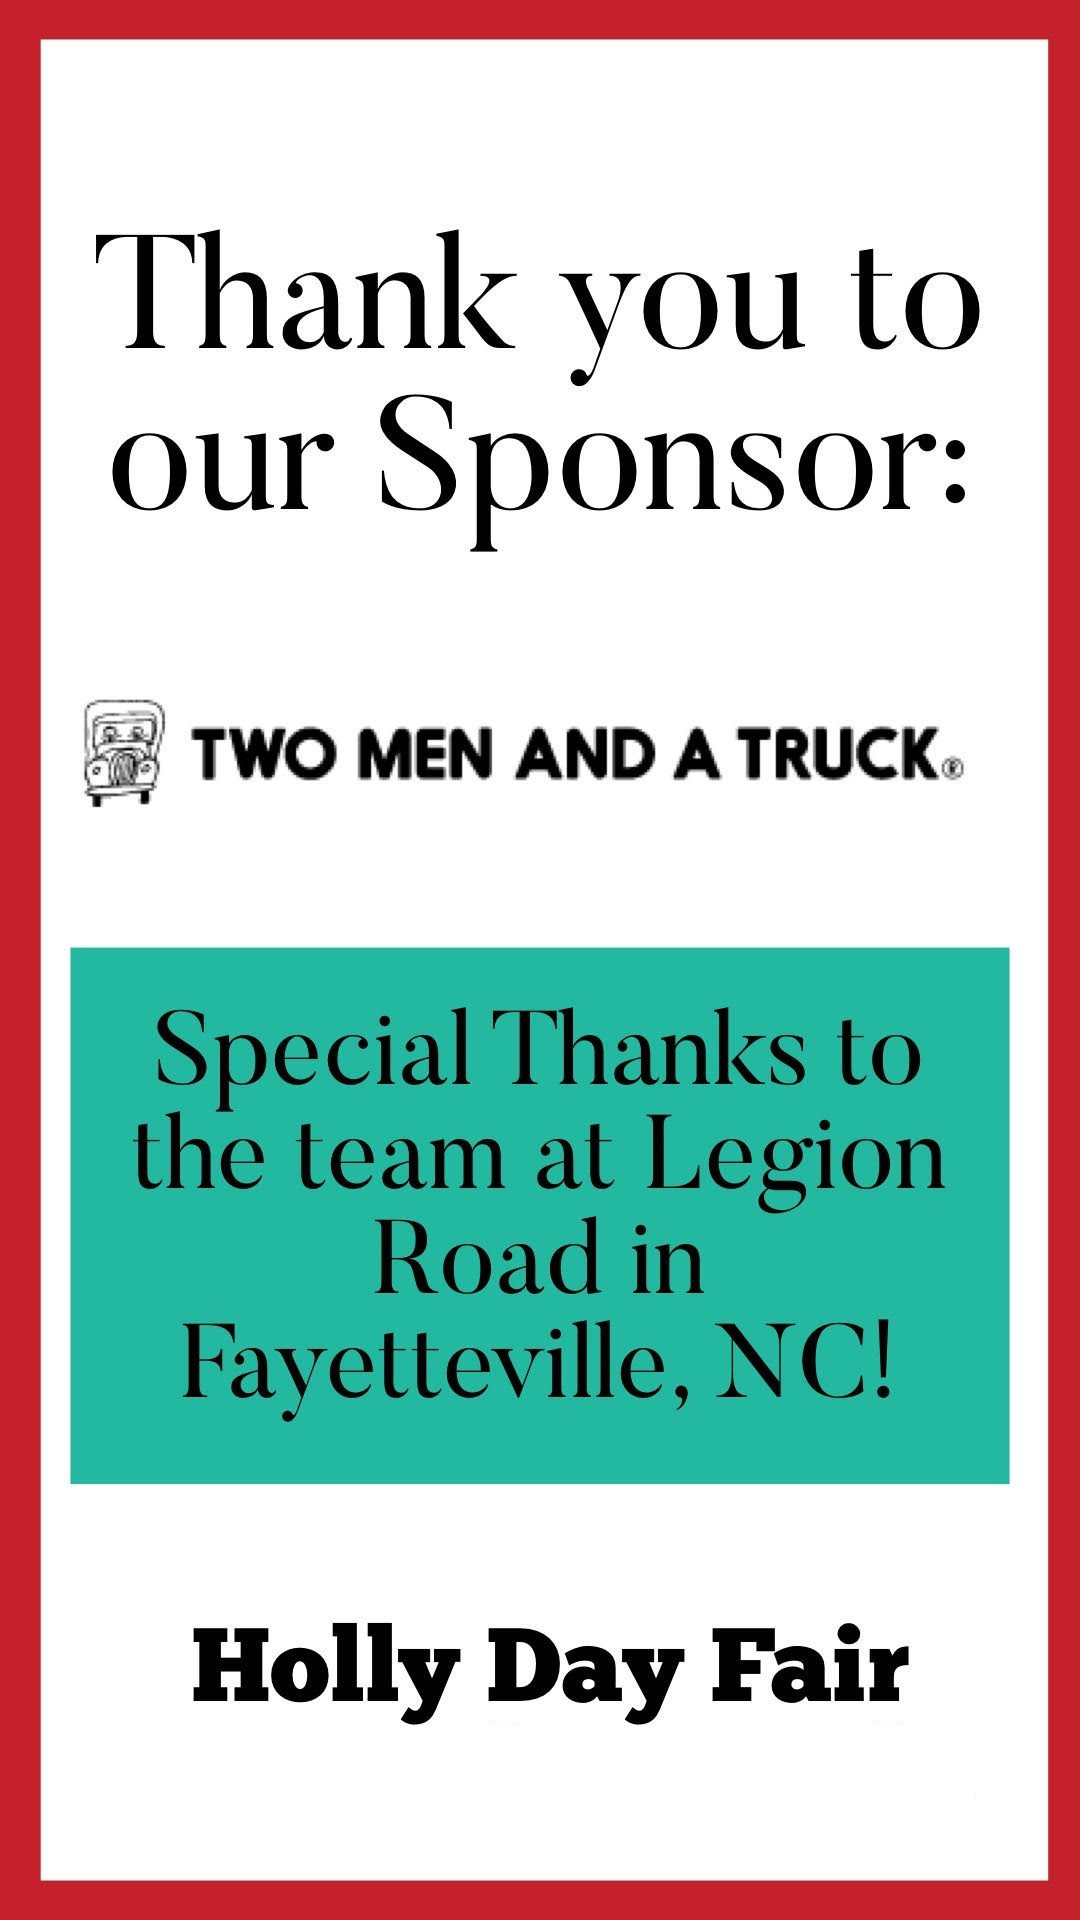 Thank you to
our Sponsor:
TWO MEN AND A TRUCK®
Special Thanks to
the team at Legion
Road in
Fayetteville, NC!
Holly Day Fair